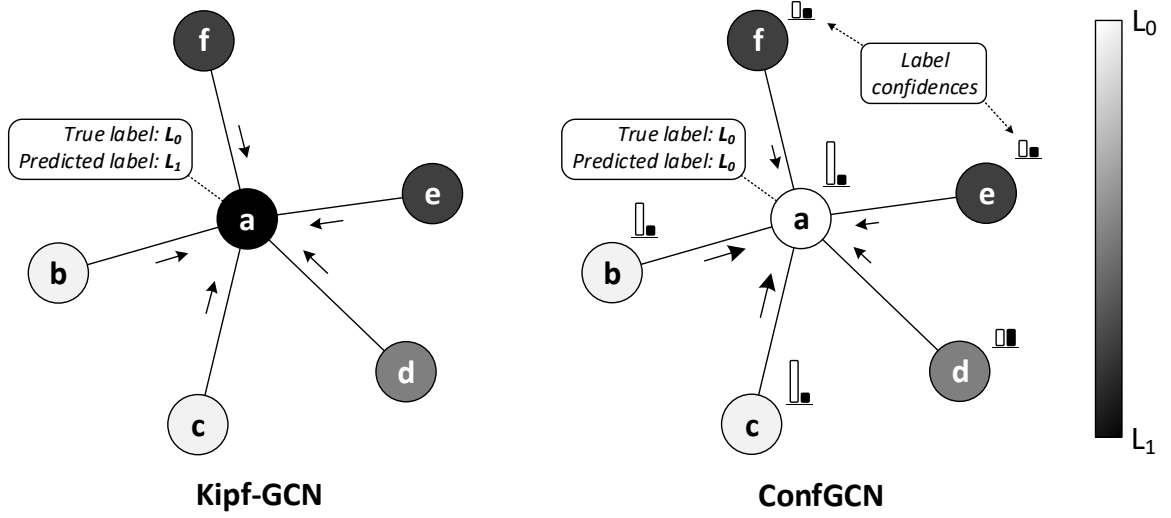 f
True label: L0
Predicted label: L1
a
e
b
d
c
Kipf-GCN
f
Label
confidences
True label: L0
Predicted label: L0
a
e
b
d
c
ConfGCN
L0
L1